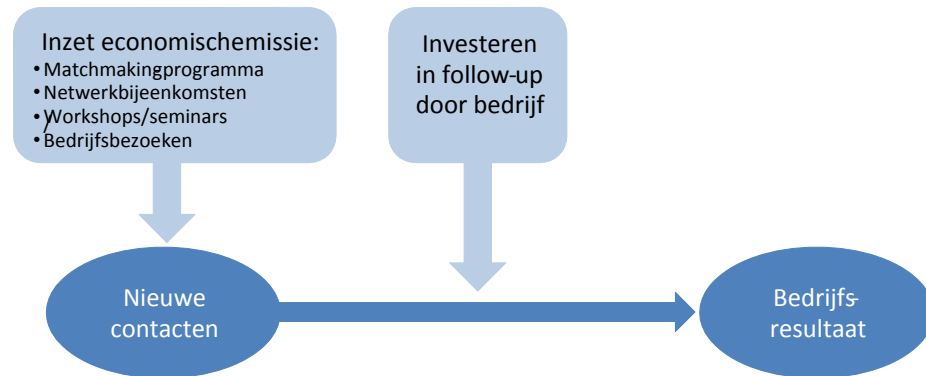 Inzet economischemissie:
• Matchmakingprogramma
• Netwerkbijeenkomsten
• Workshops/seminars
/
• Bedrijfsbezoeken
Investeren
in follow-up
door bedrijf
Nieuwe
contacten
Bedrijfs-
resultaat